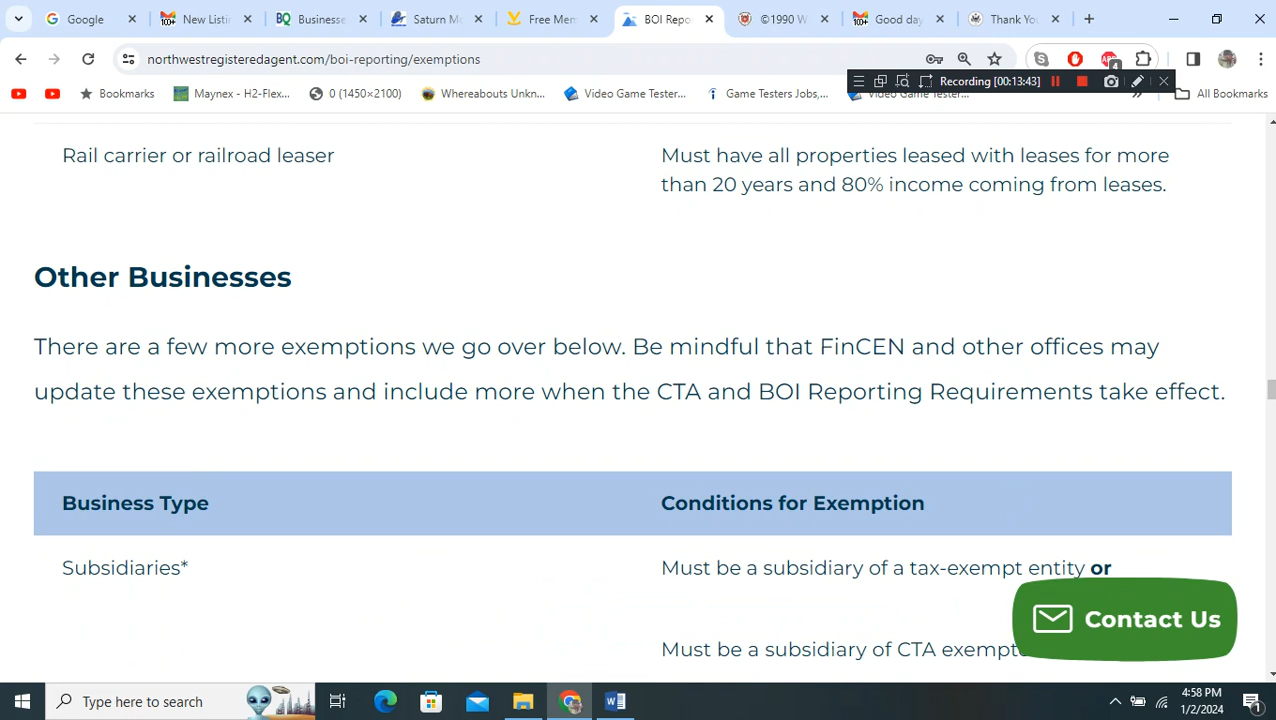 Google
New Listi
BQ
Business
Saturn M
Free Mem
BOI Repo
©1990 W
Good day
Thank Yo
northwestregisteredagent.com/boi-reporting/exemptions
4
Recording [00:13:43]
Bookmarks
Maynex - H2-Flex...
0 (1450×2100)
Whereabouts Unkn...
Video Game Tester...
Game Testers Jobs,...
Video Game Tester...
»
All Bookmarks
Rail carrier or railroad leaser
Must have all properties leased with leases for more
than 20 years and 80% income coming from leases.
Other Businesses
There are a few more exemptions we go over below. Be mindful that FinCEN and other offices may
update these exemptions and include more when the CTA and BOI Reporting Requirements take effect.
Business Type
Conditions for Exemption
Subsidiaries*
Must be a subsidiary of a tax-exempt entity or
Must be a subsidiary of CTA exempt
Contact Us
Type here to search
4:58 PM
1/2/2024
1